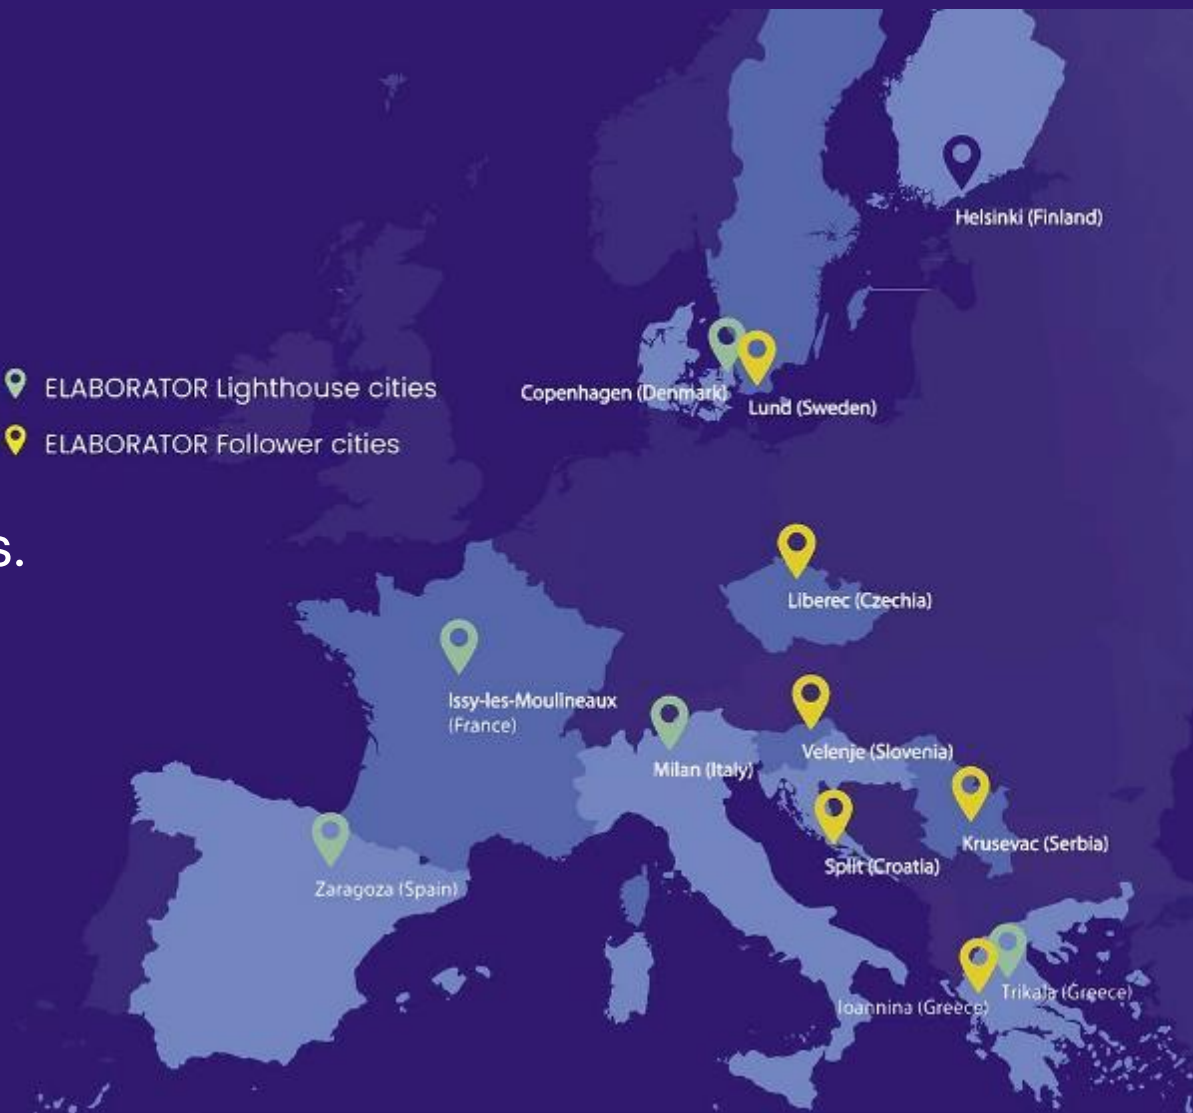 Helsinki (Finland)
ELABORATOR Lighthouse cities
Copenhagen (Denmark)
Lund (Sweden)
ELABORATOR Follower cities
s.
Liberec (Czechia)
Issy-les-Moulineaux
(France)
Velenje (Slovenia)
Milan (Italy)
Krusevac (Serbia)
Split (Croatia)
Zaragoza (Spain)
Trikala (Greece)
Ioannina (Greece)